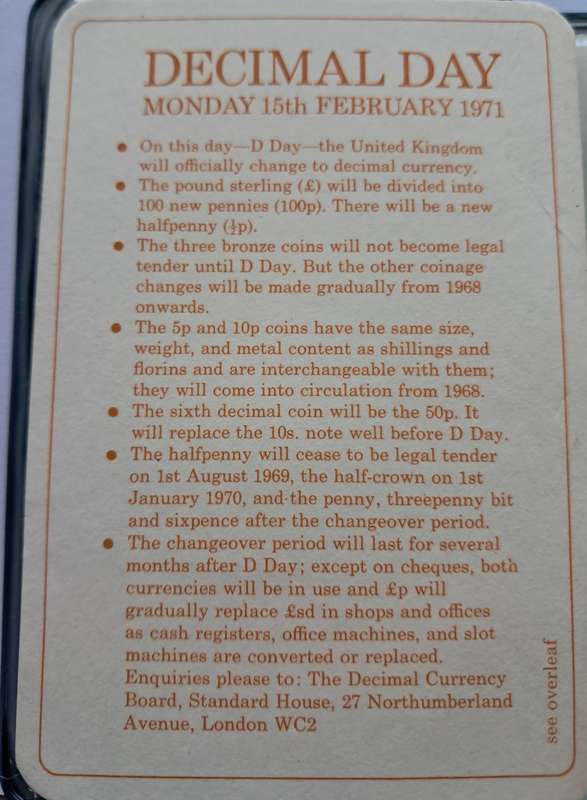 DECIMAL DAY
MONDAY 15th FEBRUARY 1971
• On this day—D Day—the United Kingdom
will officially change to decimal currency.
• The pound sterling (£) will be divided into
100 new pennies (100p). There will be a new
halfpenny (½p).
• The three bronze coins will not become legal
tender until D Day. But the other coinage
changes will be made gradually from 1968
onwards.
• The 5p and 10p coins have the same size,
weight, and metal content as shillings and
florins and are interchangeable with them;
they will come into circulation from 1968.
• The sixth decimal coin will be the 50p. It
will replace the 10s. note well before D Day.
• The halfpenny will cease to be legal tender
on 1st August 1969, the half-crown on 1st
January 1970, and the penny, threepenny bit
and sixpence after the changeover period.
• The changeover period will last for several
months after D Day; except on cheques, both
currencies will be in use and £p will
gradually replace £sd in shops and offices
as cash registers, office machines, and slot
machines are converted or replaced.
Enquiries please to: The Decimal Currency
Board, Standard House, 27 Northumberland
Avenue, London WC2
see overleaf